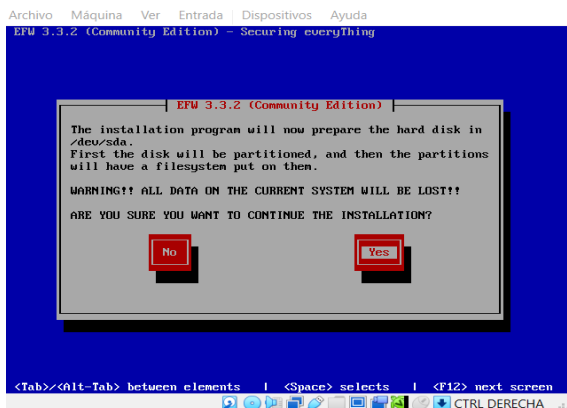 Archivo Máquina Ver Entrada Dispositivos Ayuda
EFW 3.3.2 (Community Edition) - Securing everyThing
EFW 3.3.2 (Community Edition)
The installation program will now prepare the hard disk in
/dev/sda.
First the disk will be partitioned, and then the partitions
will have a filesystem put on them.
WARNING!! ALL DATA ON THE CURRENT SYSTEM WILL BE LOST!!
ARE YOU SURE YOU WANT TO CONTINUE THE INSTALLATION?
No Yes
<Tab>/<Alt-Tab> between elements | <Space> selects | <F12> next screen
CTRL DERECHA